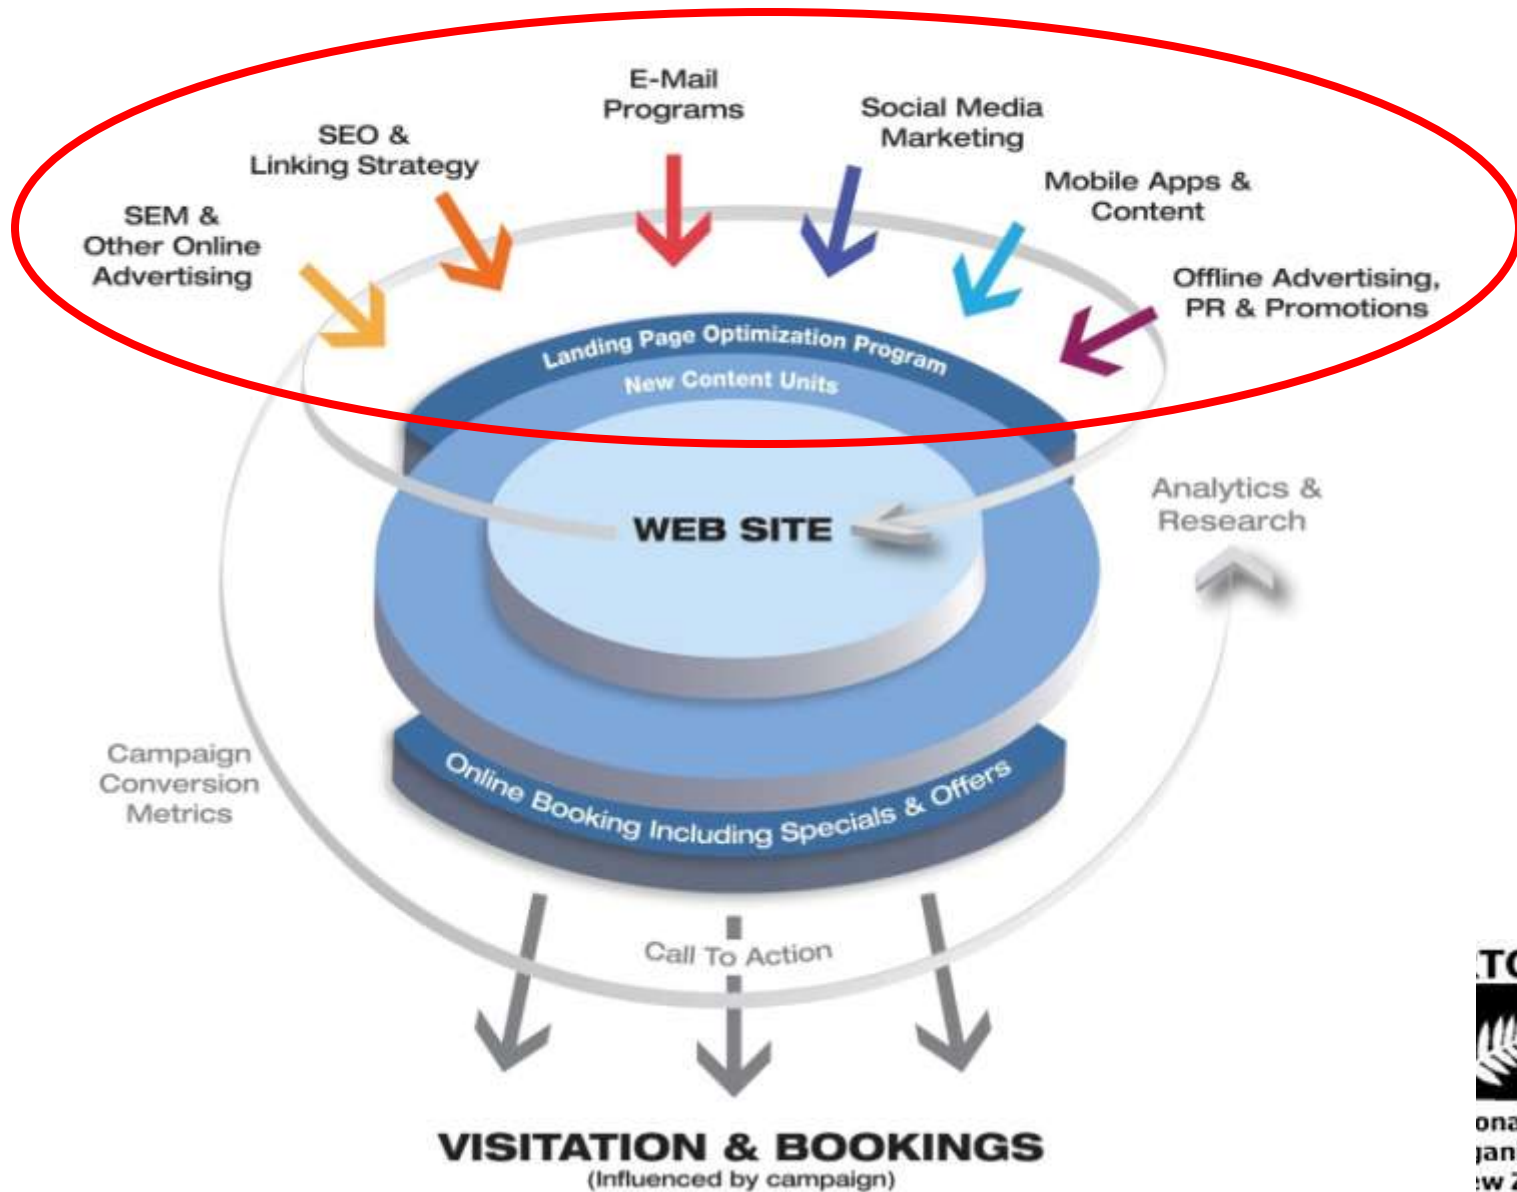 E-Mail
Programs
Social Media
Marketing
SEO &
Linking Strategy
Mobile Apps &
Content
SEM &
Other Online
Advertising
Offline Advertising,
PR & Promotions
Landing Page Optimization Program
New Content Units
WEB SITE
Analytics &
Research
Campaign
Conversion
Metrics
Online Booking Including Specials & Offers
Call To Action
VISITATION & BOOKINGS
(Influenced by campaign)